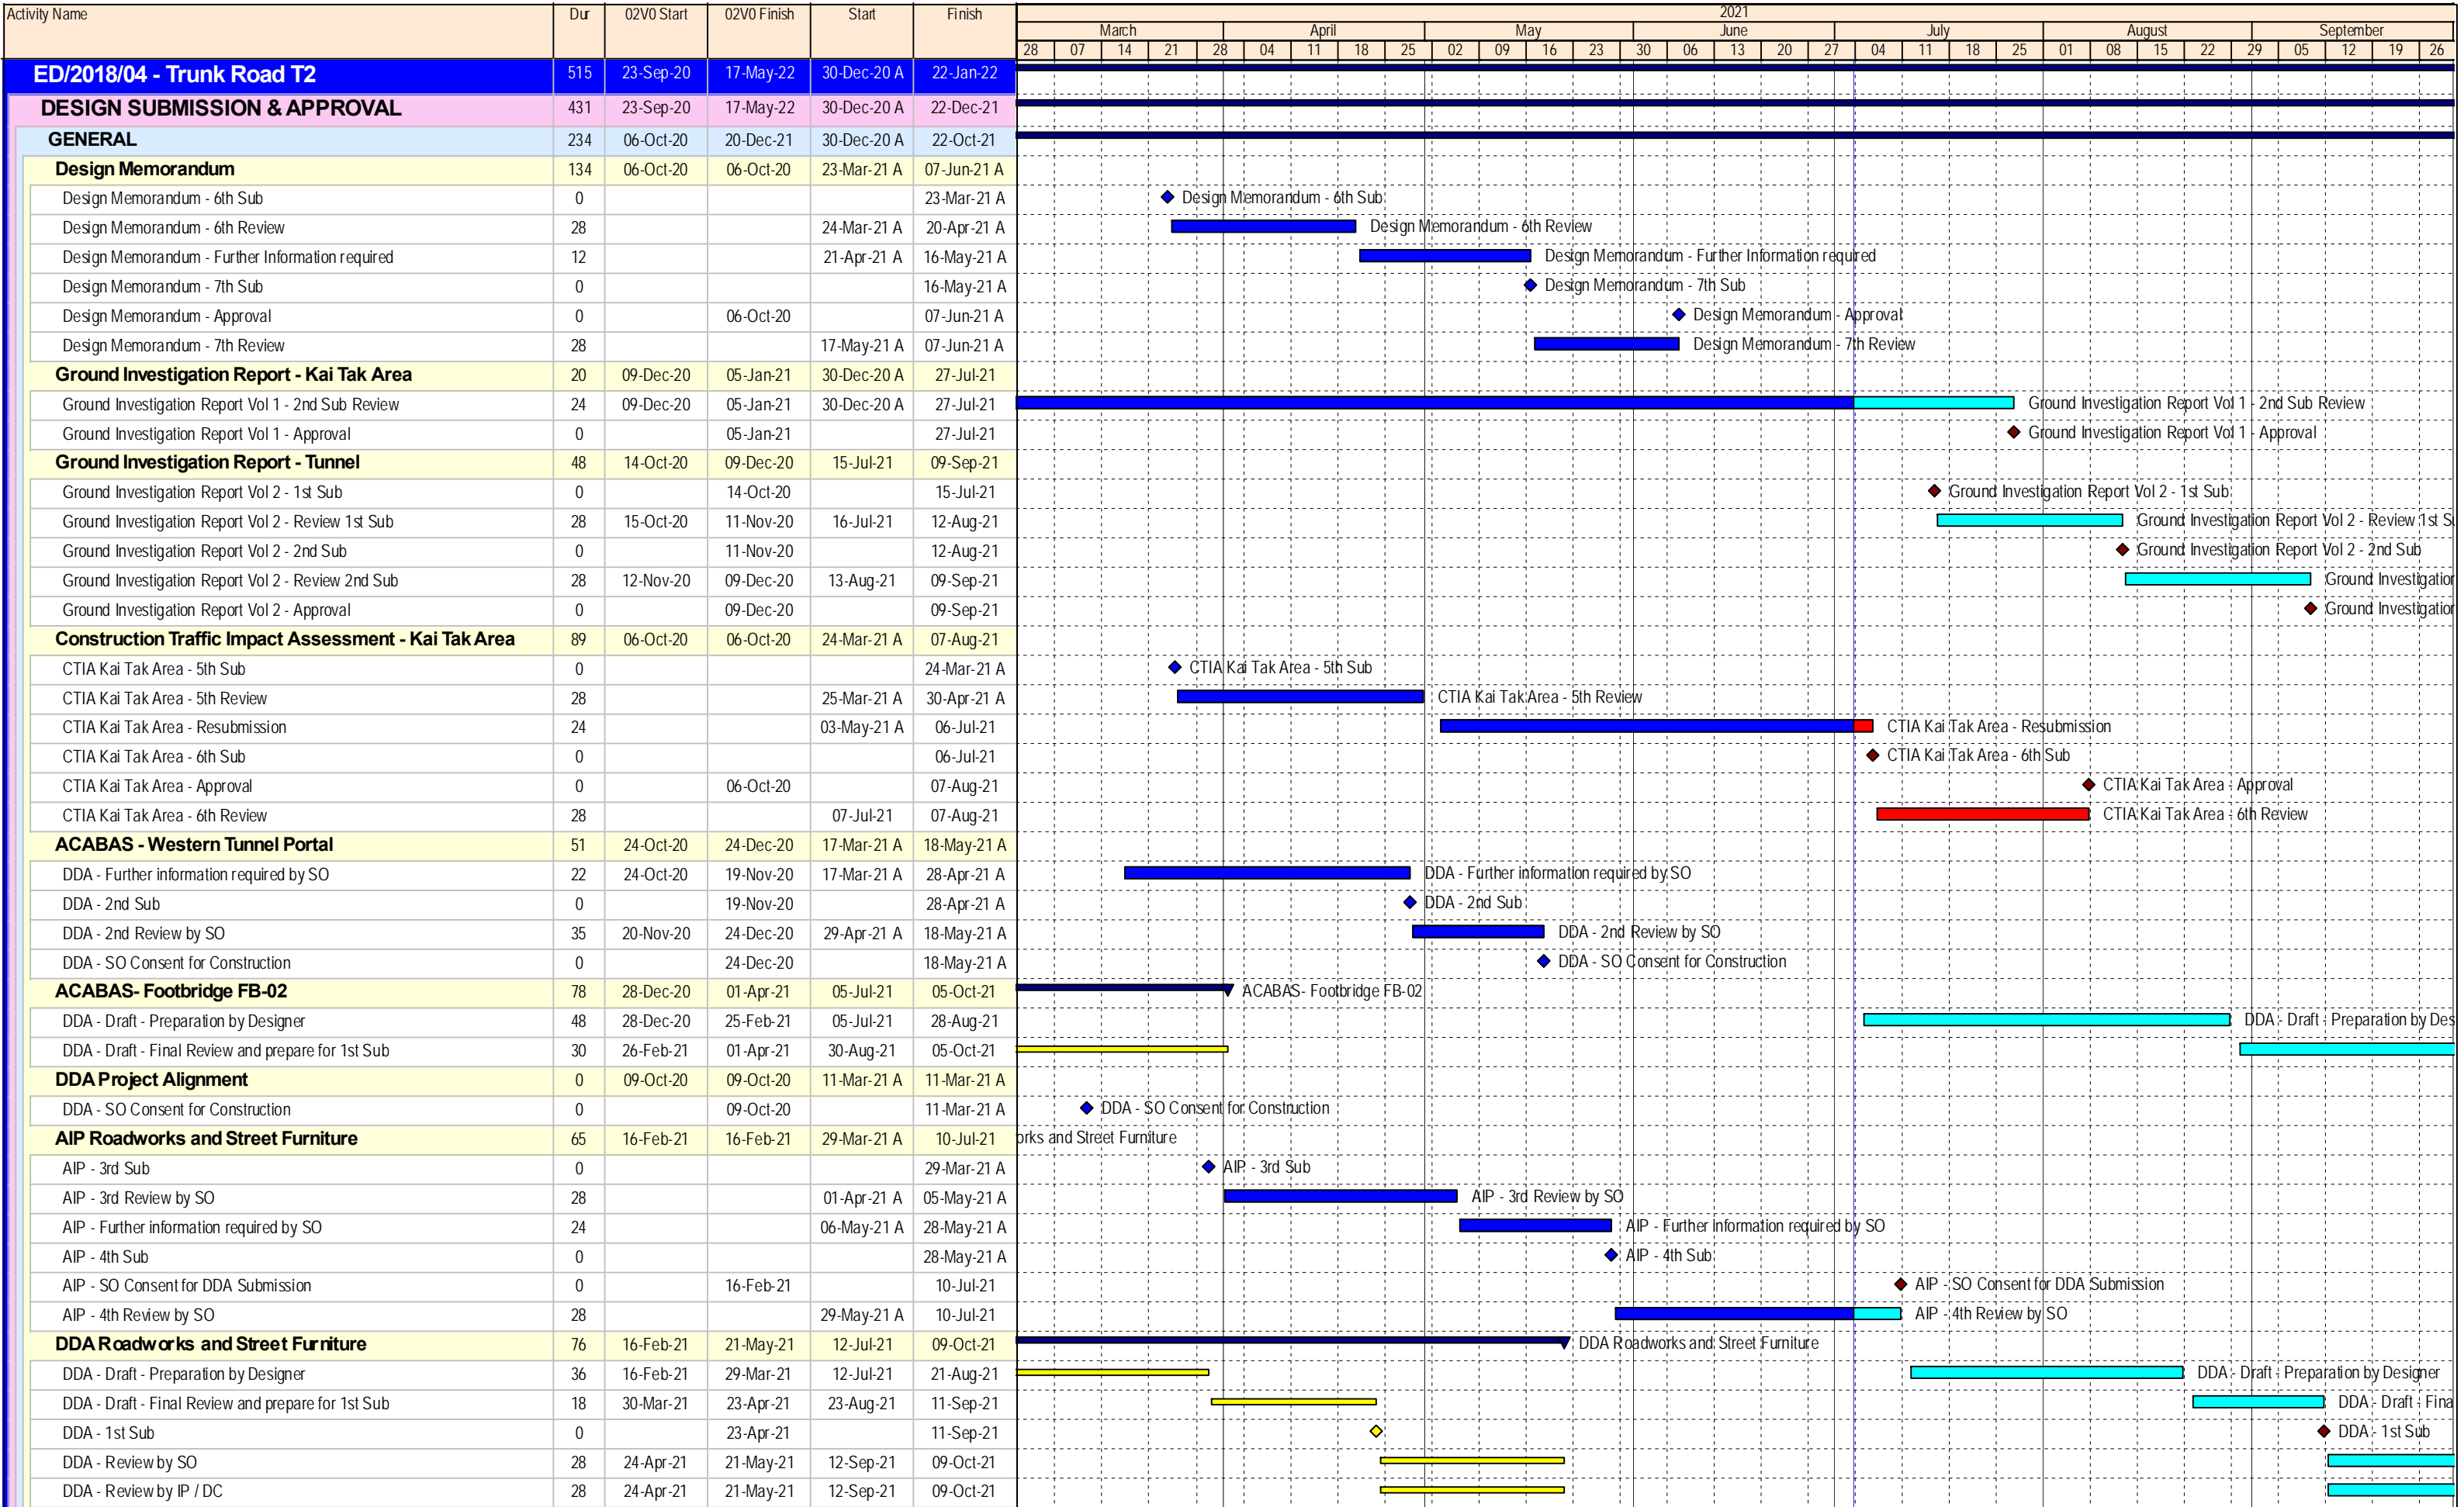 Activity Name Dur 02V0 Start 02V0 Finish Start Finish 2021
March April May June July August September
28 07 14 21 28 04 11 18 25 02 09 16 23 30 06 13 20 27 04 11 18 25 01 08 15 22 29 05 12 19 26
ED/2018/04 - Trunk Road T2 515 23-Sep-20 17-May-22 30-Dec-20 A 22-Jan-22
DESIGN SUBMISSION & APPROVAL 431 23-Sep-20 17-May-22 30-Dec-20 A 22-Dec-21
GENERAL 234 06-Oct-20 20-Dec-21 30-Dec-20 A 22-Oct-21
Design Memorandum 134 06-Oct-20 06-Oct-20 23-Mar-21 A 07-Jun-21 A
Design Memorandum - 6th Sub 0 23-Mar-21 A Design Memorandum - 6th Sub
Design Memorandum - 6th Review 28 24-Mar-21 A 20-Apr-21 A Design Memorandum - 6th Review
Design Memorandum - Further Information required 12 21-Apr-21 A 16-May-21 A Design Memorandum - Further Information required
Design Memorandum - 7th Sub 0 16-May-21 A Design Memorandum - 7th Sub
Design Memorandum - Approval 0 06-Oct-20 07-Jun-21 A Design Memorandum - Approval
Design Memorandum - 7th Review 28 17-May-21 A 07-Jun-21 A Design Memorandum - 7th Review
Ground Investigation Report - Kai Tak Area 20 09-Dec-20 05-Jan-21 30-Dec-20 A 27-Jul-21
Ground Investigation Report Vol 1 - 2nd Sub Review 24 09-Dec-20 05-Jan-21 30-Dec-20 A 27-Jul-21 Ground Investigation Report Vol 1 - 2nd Sub Review
Ground Investigation Report Vol 1 - Approval 0 05-Jan-21 27-Jul-21 Ground Investigation Report Vol 1 - Approval
Ground Investigation Report - Tunnel 48 14-Oct-20 09-Dec-20 15-Jul-21 09-Sep-21
Ground Investigation Report Vol 2 - 1st Sub 0 14-Oct-20 15-Jul-21 Ground Investigation Report Vol 2 - 1st Sub
Ground Investigation Report Vol 2 - Review 1st Sub 28 15-Oct-20 11-Nov-20 16-Jul-21 12-Aug-21 Ground Investigation Report Vol 2 - Review 1st S
Ground Investigation Report Vol 2 - 2nd Sub 0 11-Nov-20 12-Aug-21 Ground Investigation Report Vol 2 - 2nd Sub
Ground Investigation Report Vol 2 - Review 2nd Sub 28 12-Nov-20 09-Dec-20 13-Aug-21 09-Sep-21 Ground Investigation
Ground Investigation Report Vol 2 - Approval 0 09-Dec-20 09-Sep-21 Ground Investigation
Construction Traffic Impact Assessment - Kai Tak Area 89 06-Oct-20 06-Oct-20 24-Mar-21 A 07-Aug-21
CTIA Kai Tak Area - 5th Sub 0 24-Mar-21 A CTIA Kai Tak Area - 5th Sub
CTIA Kai Tak Area - 5th Review 28 25-Mar-21 A 30-Apr-21 A CTIA Kai Tak Area - 5th Review
CTIA Kai Tak Area - Resubmission 24 03-May-21 A 06-Jul-21 CTIA Kai Tak Area - Resubmission
CTIA Kai Tak Area - 6th Sub 0 06-Jul-21 CTIA Kai Tak Area - 6th Sub
CTIA Kai Tak Area - Approval 0 06-Oct-20 07-Aug-21 CTIA Kai Tak Area - Approval
CTIA Kai Tak Area - 6th Review 28 07-Jul-21 07-Aug-21 CTIA Kai Tak Area - 6th Review
ACABAS - Western Tunnel Portal 51 24-Oct-20 24-Dec-20 17-Mar-21 A 18-May-21 A
DDA - Further information required by SO 22 24-Oct-20 19-Nov-20 17-Mar-21 A 28-Apr-21 A DDA - Further information required by SO
DDA - 2nd Sub 0 19-Nov-20 28-Apr-21 A DDA - 2nd Sub
DDA - 2nd Review by SO 35 20-Nov-20 24-Dec-20 29-Apr-21 A 18-May-21 A DDA - 2nd Review by SO
DDA - SO Consent for Construction 0 24-Dec-20 18-May-21 A DDA - SO Consent for Construction
ACABAS- Footbridge FB-02 78 28-Dec-20 01-Apr-21 05-Jul-21 05-Oct-21 ACABAS- Footbridge FB-02
DDA - Draft - Preparation by Designer 48 28-Dec-20 25-Feb-21 05-Jul-21 28-Aug-21 DDA - Draft - Preparation by Des
DDA - Draft - Final Review and prepare for 1st Sub 30 26-Feb-21 01-Apr-21 30-Aug-21 05-Oct-21
DDA Project Alignment 0 09-Oct-20 09-Oct-20 11-Mar-21 A 11-Mar-21 A
DDA - SO Consent for Construction 0 09-Oct-20 11-Mar-21 A DDA - SO Consent for Construction
AIP Roadworks and Street Furniture 65 16-Feb-21 16-Feb-21 29-Mar-21 A 10-Jul-21 orks and Street Furniture
AIP - 3rd Sub 0 29-Mar-21 A AIP - 3rd Sub
AIP - 3rd Review by SO 28 01-Apr-21 A 05-May-21 A AIP - 3rd Review by SO
AIP - Further information required by SO 24 06-May-21 A 28-May-21 A AIP - Further information required by SO
AIP - 4th Sub 0 28-May-21 A AIP - 4th Sub
AIP - SO Consent for DDA Submission 0 16-Feb-21 10-Jul-21 AIP - SO Consent for DDA Submission
AIP - 4th Review by SO 28 29-May-21 A 10-Jul-21 AIP - 4th Review by SO
DDA Roadworks and Street Furniture 76 16-Feb-21 21-May-21 12-Jul-21 09-Oct-21 DDA Roadworks and Street Furniture
DDA - Draft - Preparation by Designer 36 16-Feb-21 29-Mar-21 12-Jul-21 21-Aug-21 DDA - Draft - Preparation by Designer
DDA - Draft - Final Review and prepare for 1st Sub 18 30-Mar-21 23-Apr-21 23-Aug-21 11-Sep-21 DDA - Draft - Fina
DDA - 1st Sub 0 23-Apr-21 11-Sep-21 DDA - 1st Sub
DDA - Review by SO 28 24-Apr-21 21-May-21 12-Sep-21 09-Oct-21
DDA - Review by IP / DC 28 24-Apr-21 21-May-21 12-Sep-21 09-Oct-21